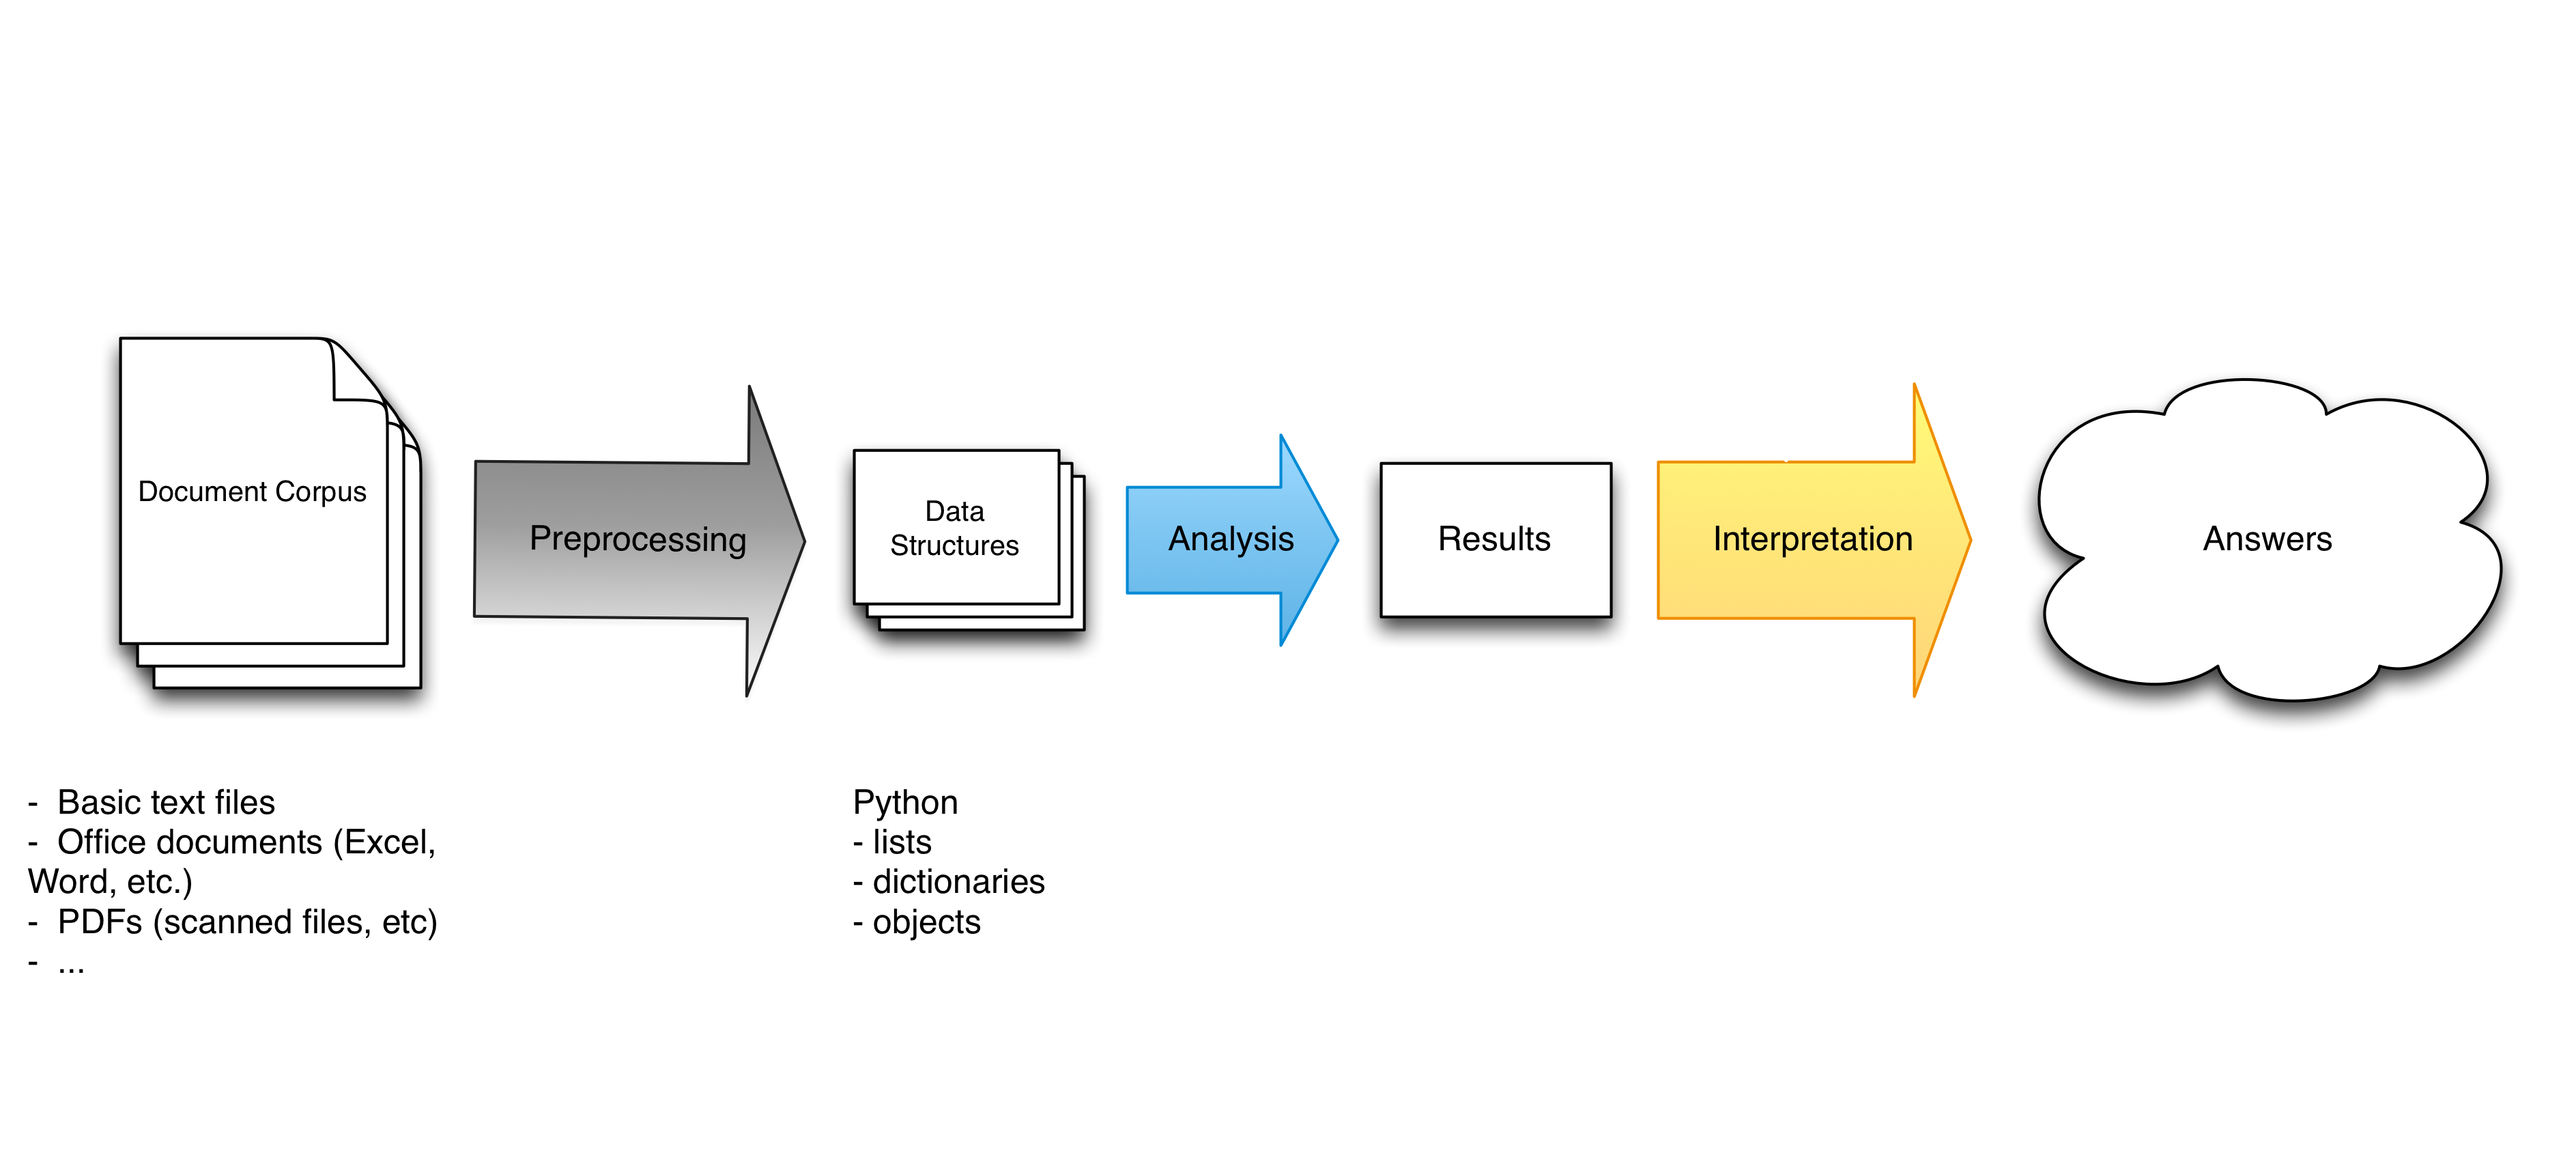 Document Corpus
Preprocessing
Data
Structures
Analysis
Results
Interpretation
Answers
- Basic text files
- Office documents (Excel,
Word, etc.)
- PDFs (scanned files, etc)
- ...
Python
- lists
- dictionaries
- objects